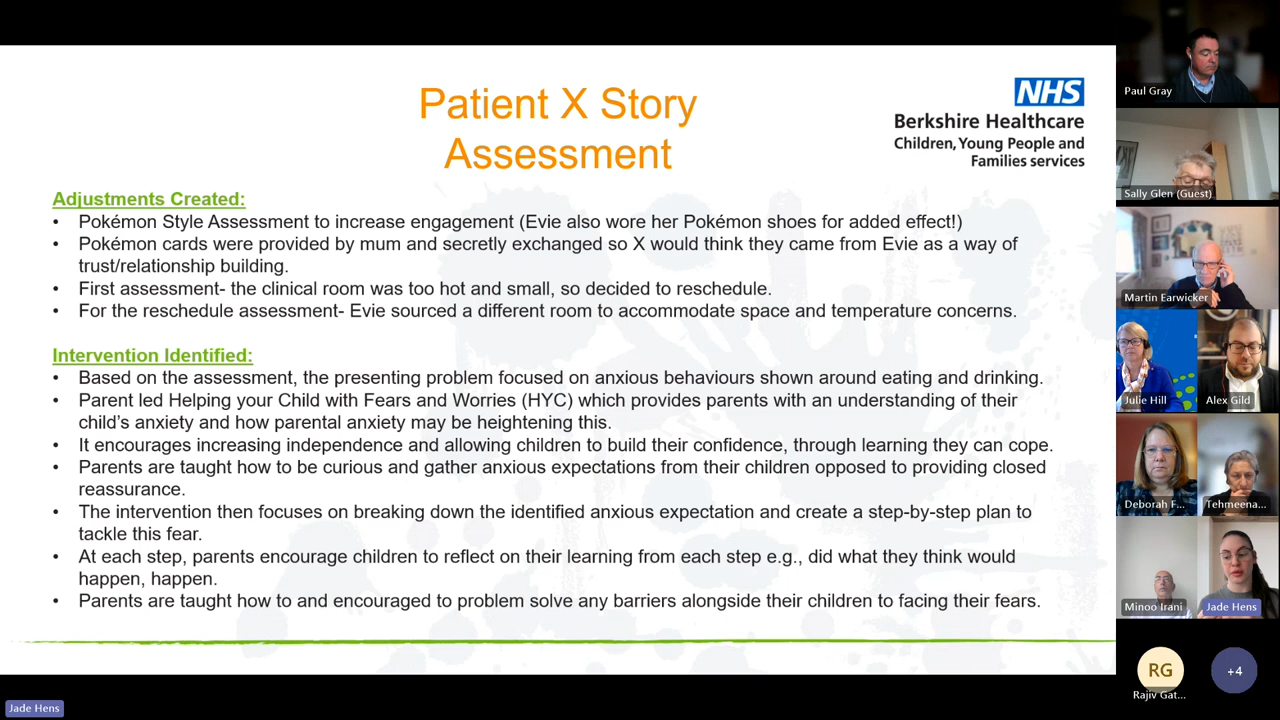 Patient X Story
Assessment
NHS
Berkshire Healthcare
Children, Young People and
Families services
Adjustments Created:
• Pokémon Style Assessment to increase engagement (Evie also wore her Pokémon shoes for added effect!)
• Pokémon cards were provided by mum and secretly exchanged so X would think they came from Evie as a way of
trust/relationship building.
• First assessment- the clinical room was too hot and small, so decided to reschedule.
• For the reschedule assessment- Evie sourced a different room to accommodate space and temperature concerns.
Intervention Identified:
• Based on the assessment, the presenting problem focused on anxious behaviours shown around eating and drinking.
• Parent led Helping your Child with Fears and Worries (HYC) which provides parents with an understanding of their
child's anxiety and how parental anxiety may be heightening this.
• It encourages increasing independence and allowing children to build their confidence, through learning they can cope.
• Parents are taught how to be curious and gather anxious expectations from their children opposed to providing closed
reassurance.
• The intervention then focuses on breaking down the identified anxious expectation and create a step-by-step plan to
tackle this fear.
• At each step, parents encourage children to reflect on their learning from each step e.g., did what they think would
happen, happen.
• Parents are taught how to and encouraged to problem solve any barriers alongside their children to facing their fears.
Jade Hens
Paul Gray
Sally Glen (Guest)
Martin Earwicker
Julie Hill
Alex Gild
Deborah F...
Tehmeena...
Minoo Irani
Jade Hens
RG
Rajiv Gat...
+4